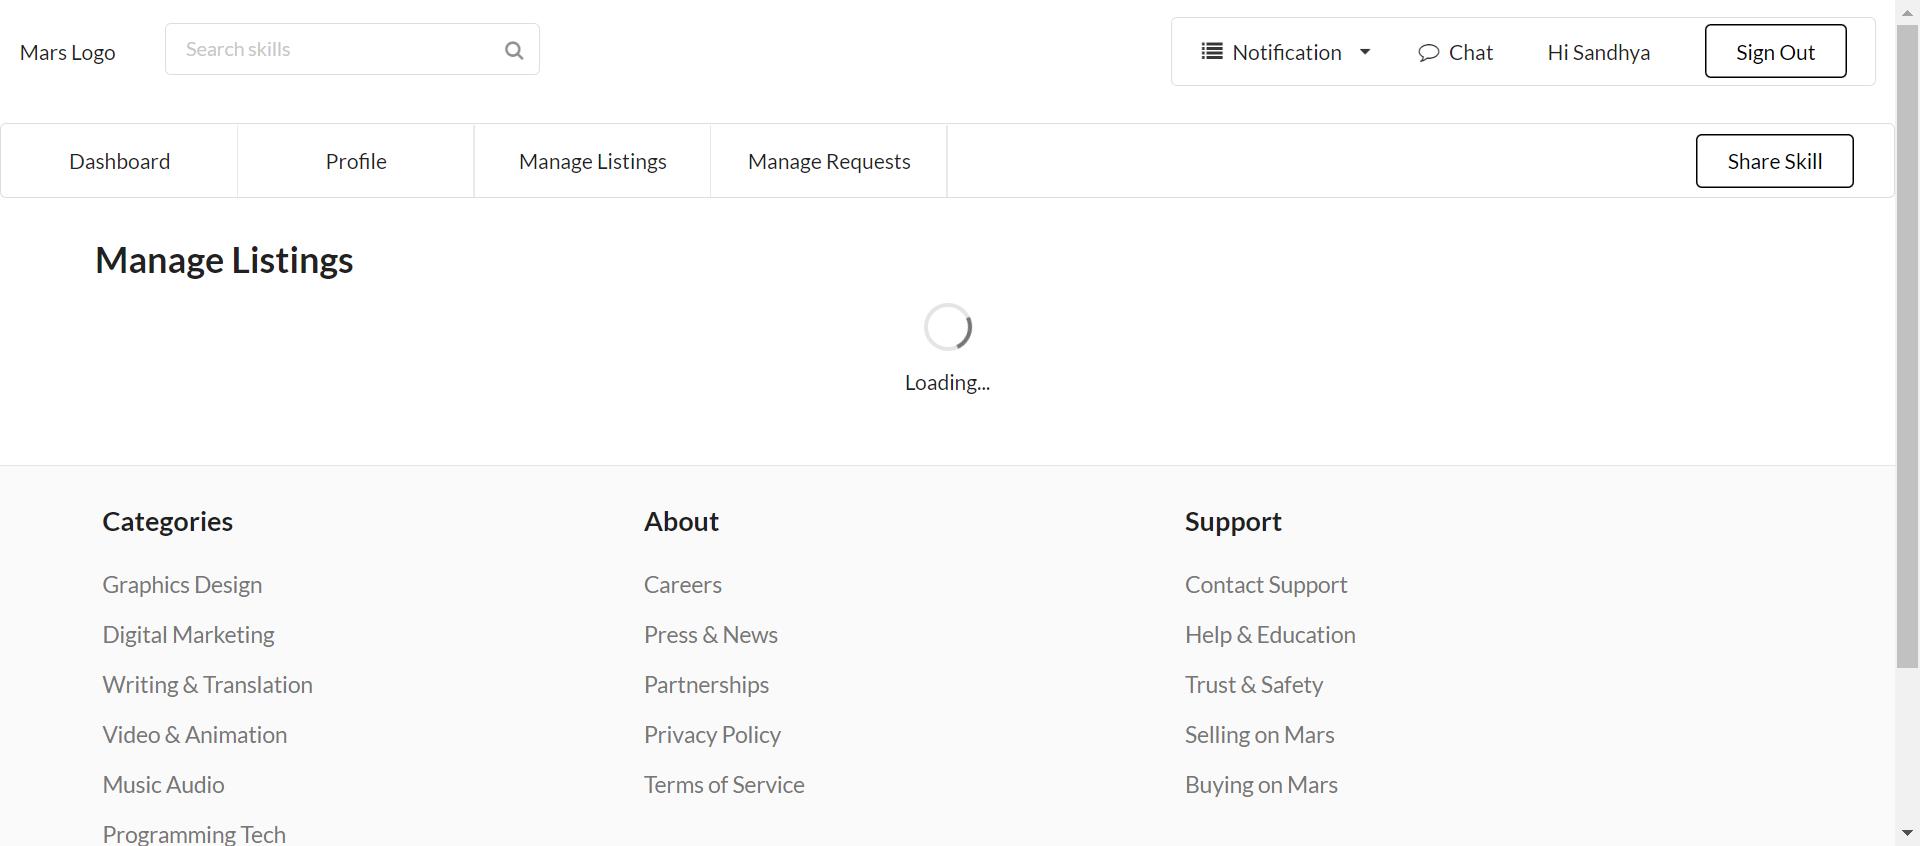 Mars Logo
Search skills
Notification
Chat
Hi Sandhya
Sign Out
Dashboard
Profile
Manage Listings
Manage Requests
Share Skill
Manage Listings
Loading...
Categories
Graphics Design
Digital Marketing
Writing & Translation
Video & Animation
Music Audio
Programming Tech
About
Careers
Press & News
Partnerships
Privacy Policy
Terms of Service
Support
Contact Support
Help & Education
Trust & Safety
Selling on Mars
Buying on Mars